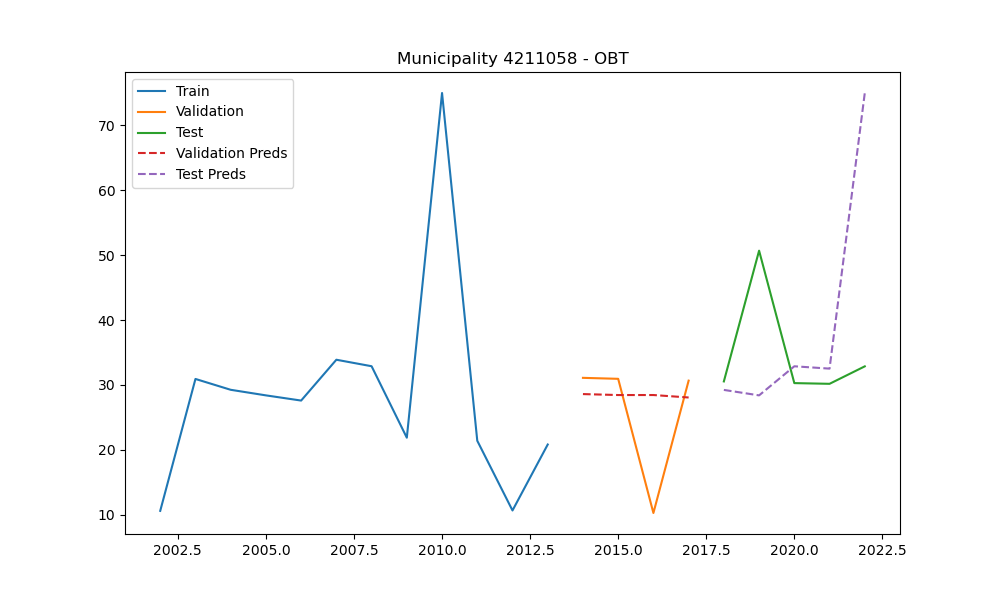 Municipality 4211058 - OBT
Train
Validation
Test
Validation Preds
Test Preds
70
60
50
40
30
20
10
2002.5 2005.0 2007.5 2010.0 2012.5 2015.0 2017.5 2020.0 2022.5